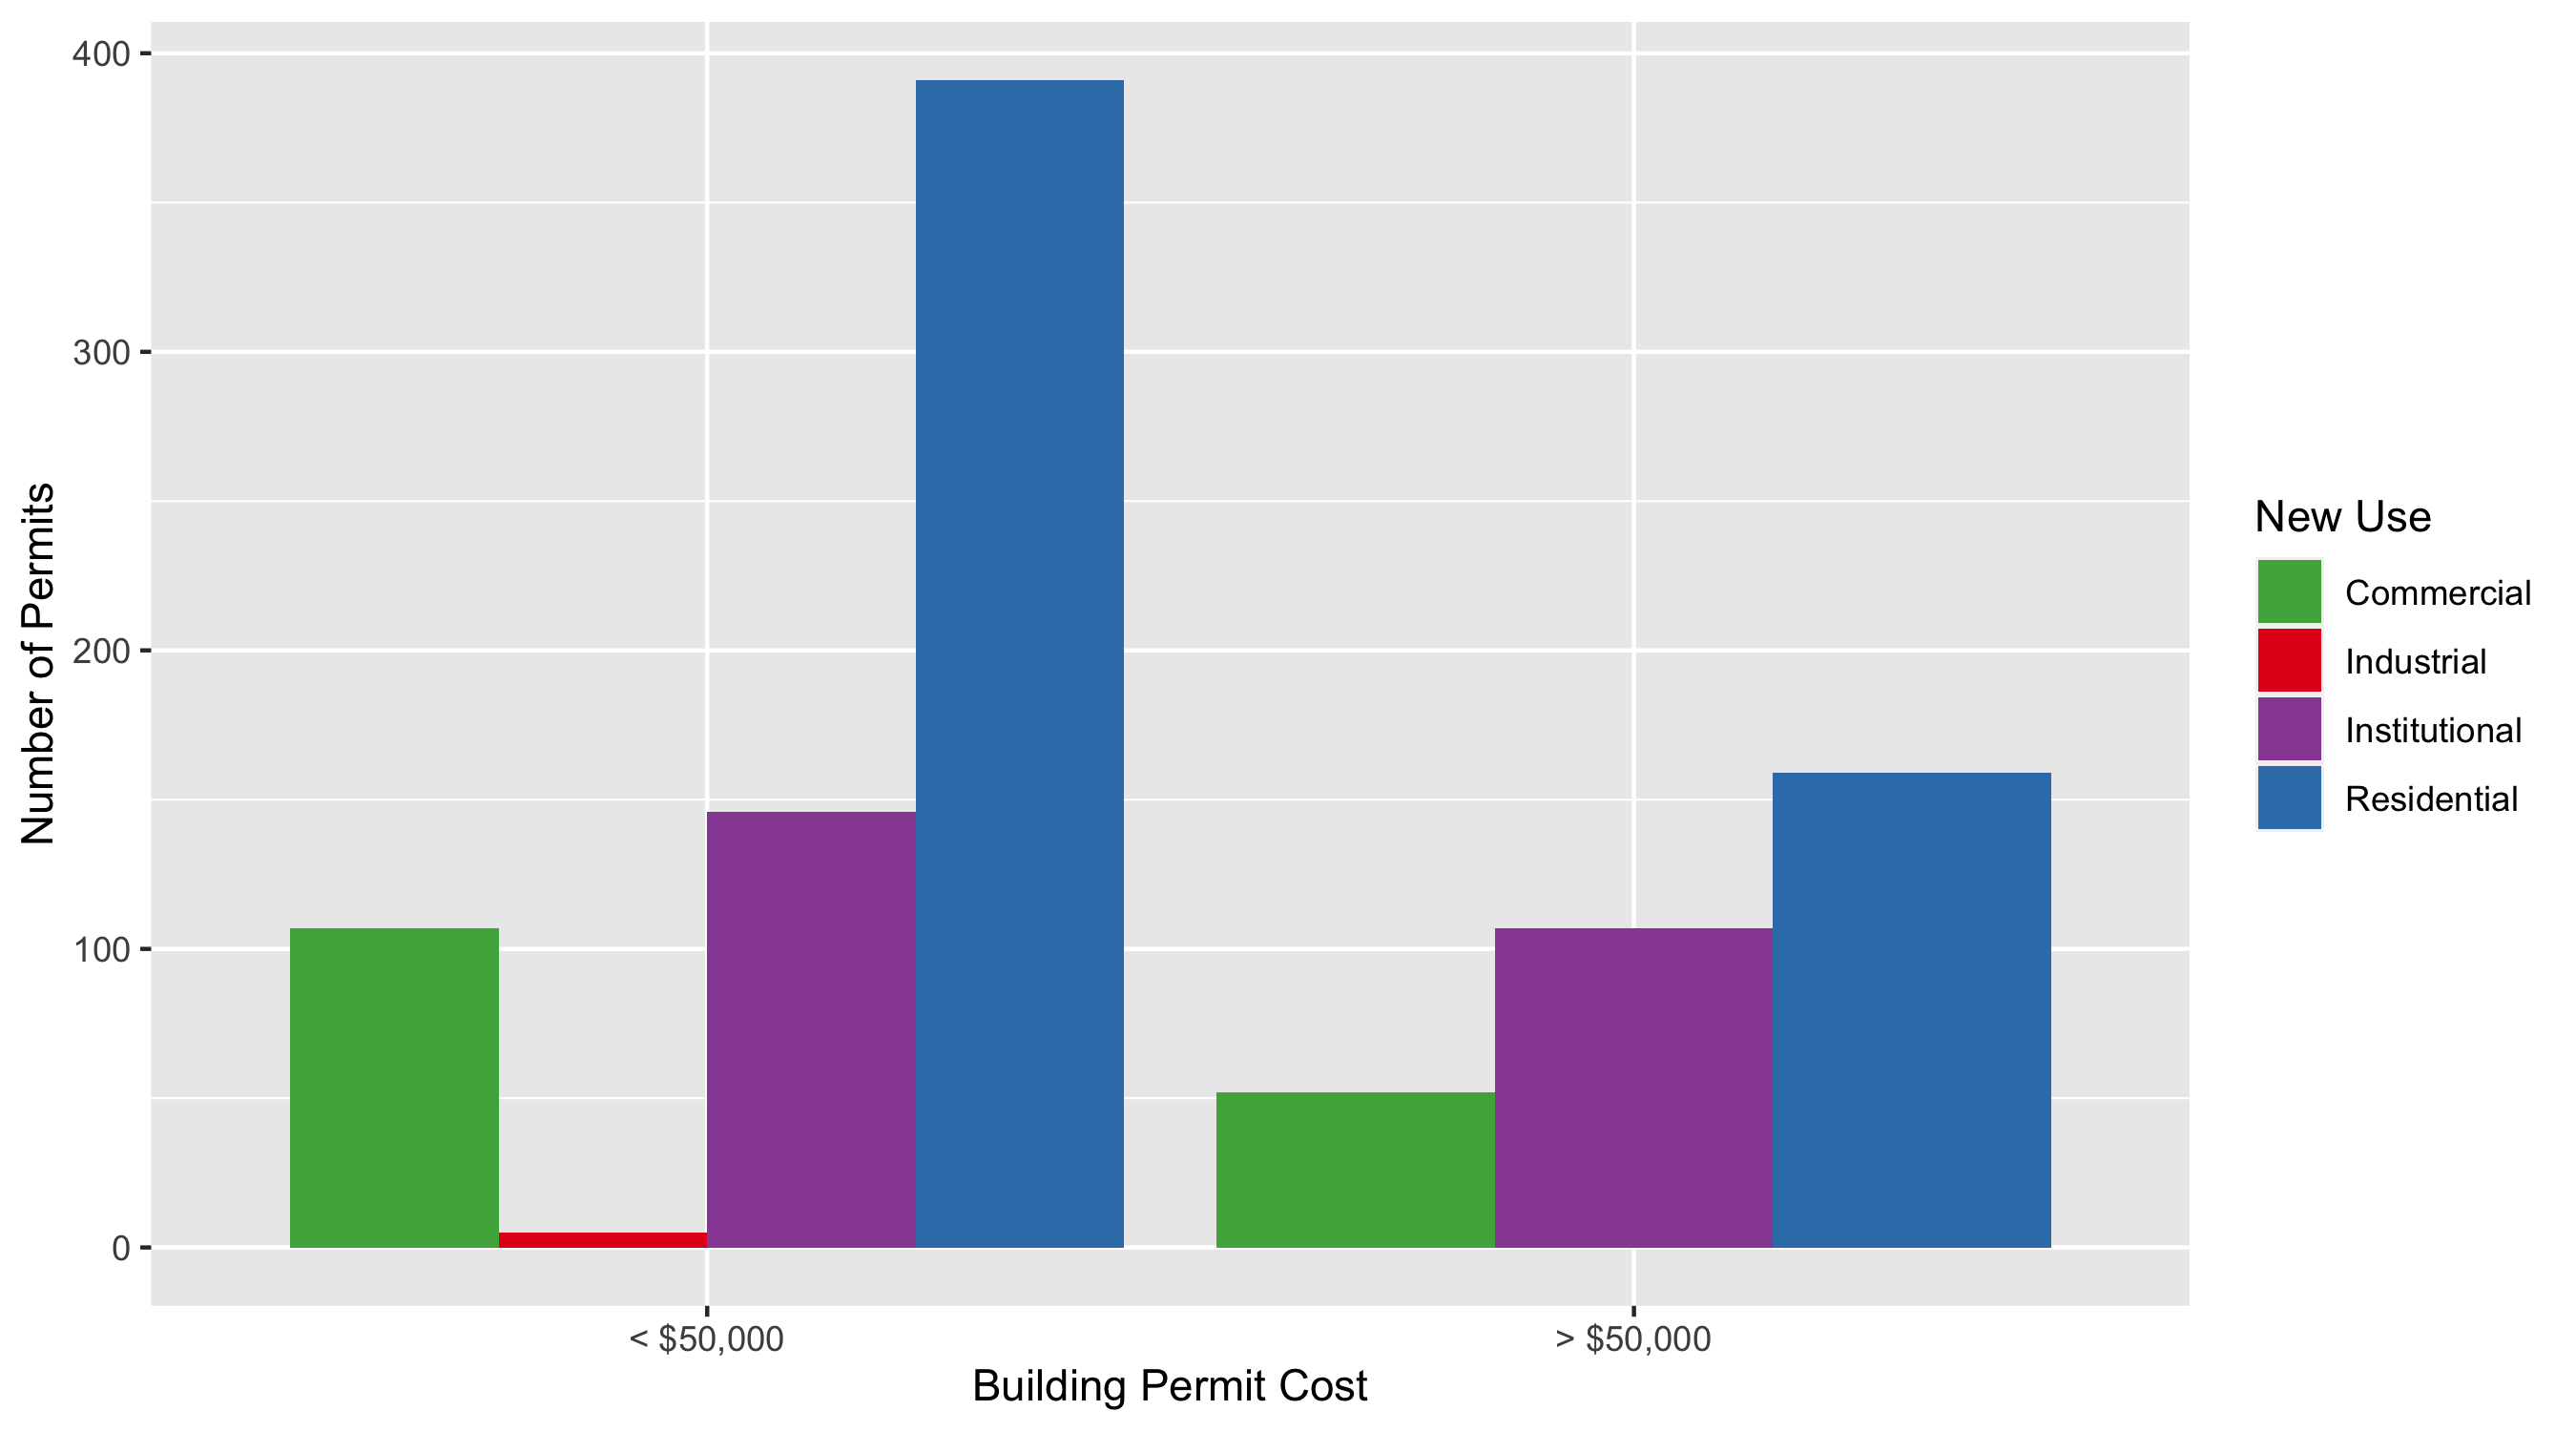 400
300
200
100
0
Number of Permits
< $50,000
> $50,000
Building Permit Cost
New Use
Commercial
Industrial
Institutional
Residential